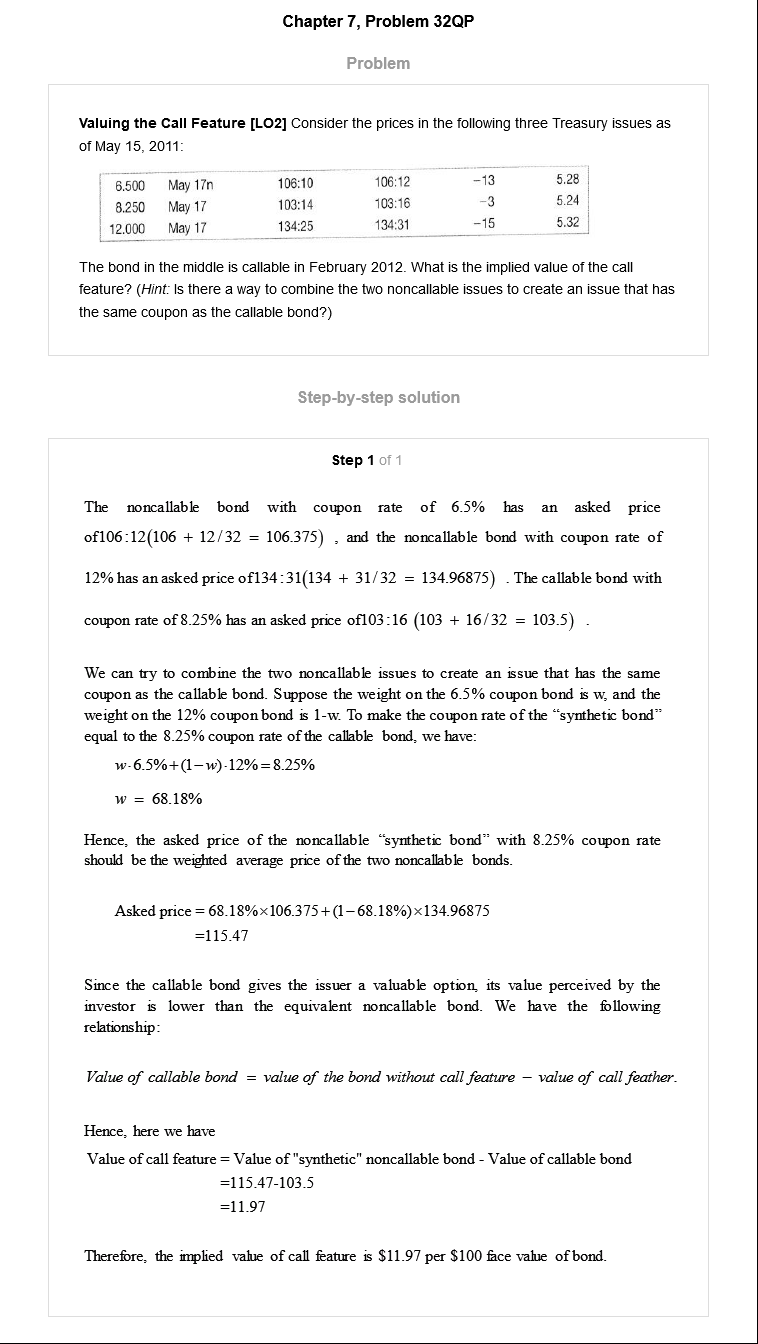 Chapter 7, Problem 32QP
Problem
Valuing the Call Feature [LO2] Consider the prices in the following three Treasury issues as
of May 15, 2011:
6.500 May 17n 106:10 106:12 −13 5.28
8.250 May 17 103:14 103:16 −3 5.24
12.000 May 17 134:25 134:31 −15 5.32
The bond in the middle is callable in February 2012. What is the implied value of the call
feature? (Hint: Is there a way to combine the two noncallable issues to create an issue that has
the same coupon as the callable bond?)
Step-by-step solution
Step 1 of 1
The noncallable bond with coupon rate of 6.5% has an asked price
of106:12(106 + 12/32 = 106.375) , and the noncallable bond with coupon rate of
12% has an asked price of134:31(134 + 31/32 = 134.96875) . The callable bond with
coupon rate of 8.25% has an asked price of103:16 (103 + 16/32 = 103.5) .
We can try to combine the two noncallable issues to create an issue that has the same
coupon as the callable bond. Suppose the weight on the 6.5% coupon bond is w, and the
weight on the 12% coupon bond is 1-w. To make the coupon rate of the “synthetic bond”
equal to the 8.25% coupon rate of the callable bond, we have:
w·6.5%+(1−w)·12%=8.25%
w = 68.18%
Hence, the asked price of the noncallable “synthetic bond” with 8.25% coupon rate
should be the weighted average price of the two noncallable bonds.
Asked price = 68.18%×106.375+(1−68.18%)×134.96875
=115.47
Since the callable bond gives the issuer a valuable option, its value perceived by the
investor is lower than the equivalent noncallable bond. We have the following
relationship:
Value of callable bond = value of the bond without call feature − value of call feather.
Hence, here we have
Value of call feature = Value of "synthetic" noncallable bond - Value of callable bond
=115.47-103.5
=11.97
Therefore, the implied value of call feature is $11.97 per $100 face value of bond.